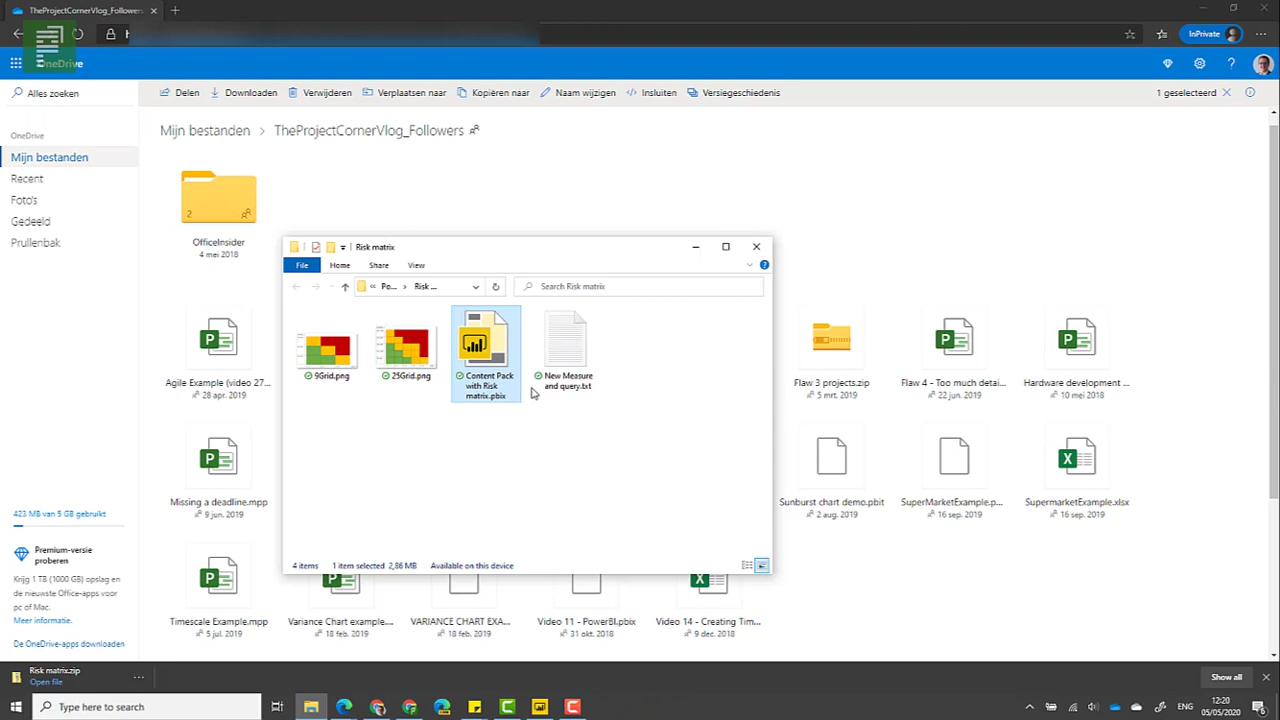 TheProjectCornerVlog_Followers
InPrivate
OneDrive
Alles zoeken
Delen
Downloaden
Verwijderen
Verplaatsen naar
Kopiëren naar
Naam wijzigen
Insluiten
Versiegeschiedenis
1 geselecteerd
OneDrive
Mijn bestanden
Recent
Foto's
Gedeeld
Prullenbak
Mijn bestanden > TheProjectCornerVlog_Followers
2
OfficeInsider
4 mei 2018
Risk matrix
File
Home
Share
View
« Po... > Risk ...
Search Risk matrix
9Grid.png
25Grid.png
Content Pack
with Risk
matrix.pbix
New Measure
and query.txt
4 items
1 item selected 2,86 MB
Available on this device
Agile Example (video 27...
28 apr. 2019
Flaw 3 projects.zip
5 mrt. 2019
Flaw 4 - Too much detai...
22 jun. 2019
Hardware development ...
10 mei 2018
Missing a deadline.mpp
9 jun. 2019
Sunburst chart demo.pbit
2 aug. 2019
SuperMarketExample.p...
16 sep. 2019
SupermarketExample.xlsx
16 sep. 2019
Timescale Example.mpp
5 jul. 2019
Variance Chart example....
18 feb. 2019
VARIANCE CHART EXA...
18 feb. 2019
Video 11 - PowerBI.pbix
31 okt. 2018
Video 14 - Creating Tim...
9 dec. 2018
423 MB van 5 GB gebruikt
Premium-versie
proberen
Krijg 1 TB (1000 GB) opslag en
de nieuwste Office-apps voor
pc of Mac.
Meer informatie.
De OneDrive-apps downloaden
Risk matrix.zip
Open file
Show all
Type here to search
ENG
12:20
05/05/2020
6